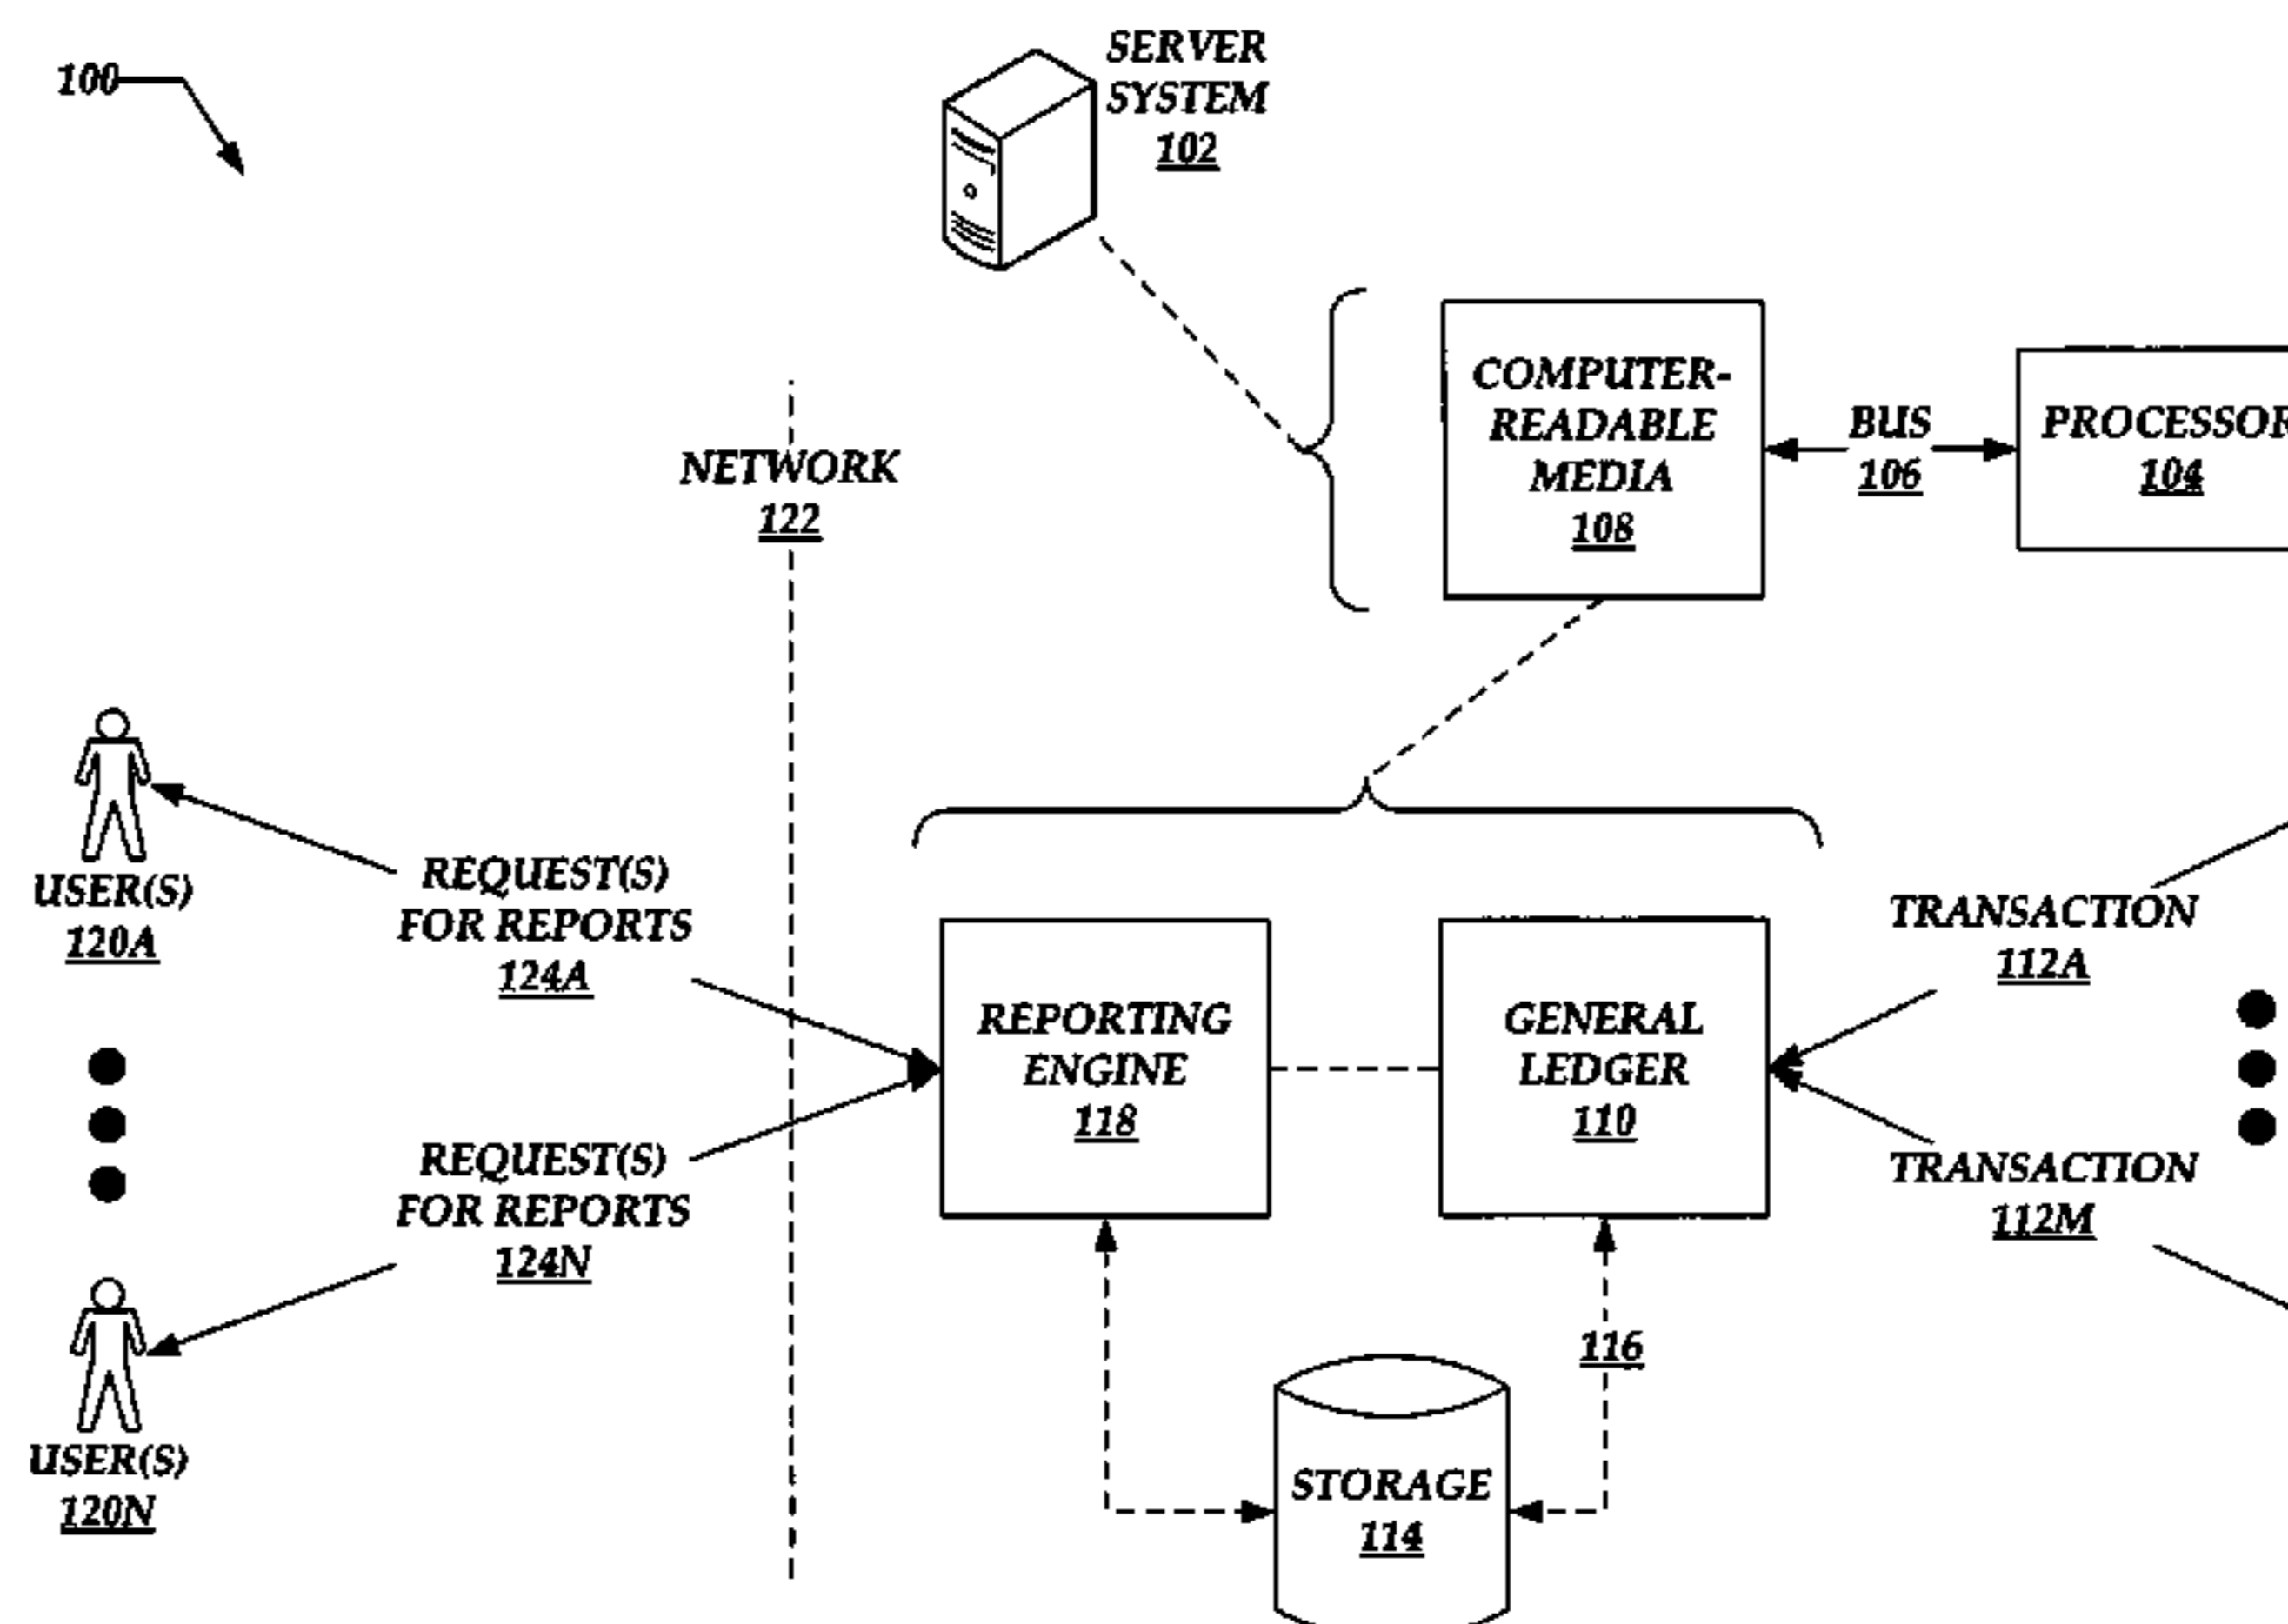 100
SERVER
SYSTEM
102
COMPUTER-
READABLE
MEDIA
108
BUS
106
PROCESSOR
104
NETWORK
122
USER(S)
120A
REQUEST(S)
FOR REPORTS
124A
REPORTING
ENGINE
118
GENERAL
LEDGER
110
TRANSACTION
112A
REQUEST(S)
FOR REPORTS
124N
TRANSACTION
112M
116
USER(S)
120N
STORAGE
114